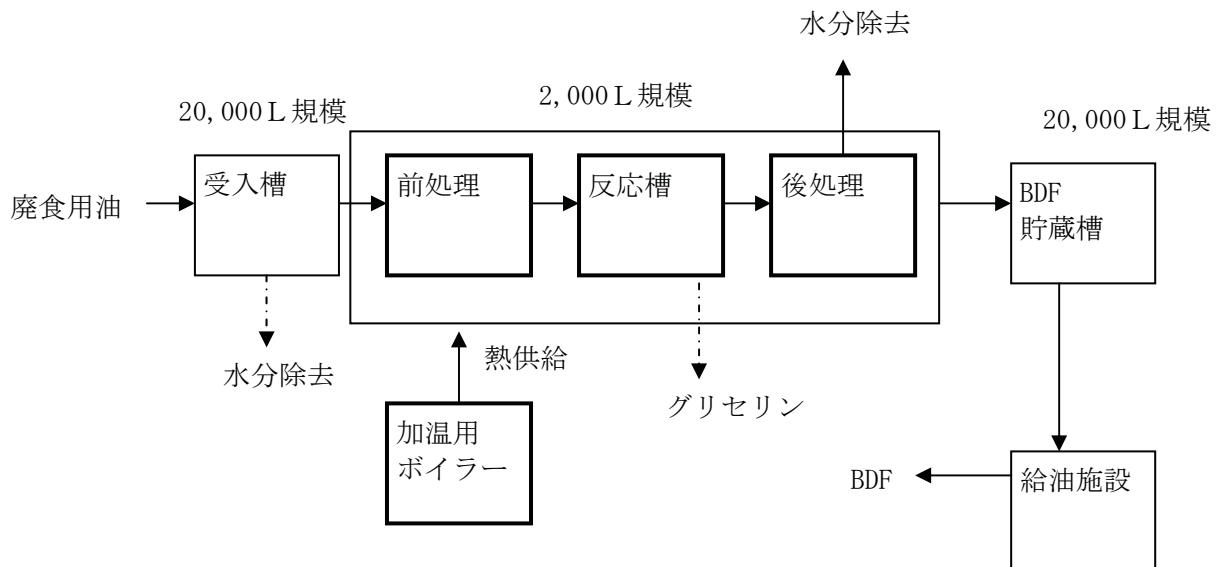 水分除去
20,000L規模
2,000L規模
20,000L規模
廃食用油
受入槽
前処理
反応槽
後処理
BDF
貯蔵槽
水分除去
熱供給
グリセリン
加温用
ボイラー
BDF
給油施設